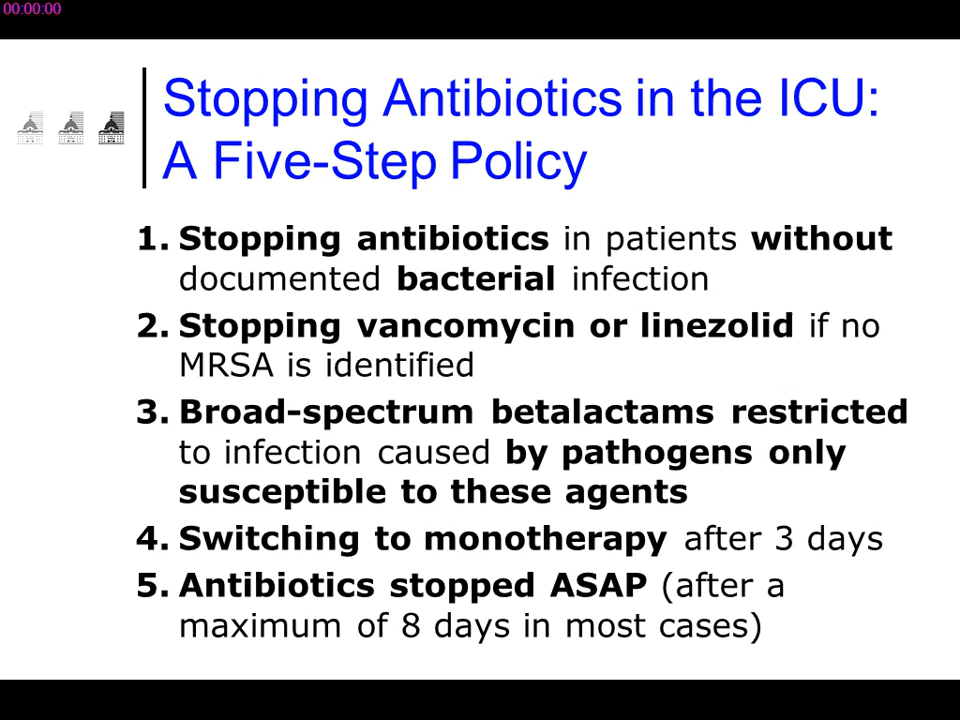 00:00:00
Stopping Antibiotics in the ICU:
A Five-Step Policy
1. Stopping antibiotics in patients without
documented bacterial infection
2. Stopping vancomycin or linezolid if no
MRSA is identified
3. Broad-spectrum betalactams restricted
to infection caused by pathogens only
susceptible to these agents
4. Switching to monotherapy after 3 days
5. Antibiotics stopped ASAP (after a
maximum of 8 days in most cases)